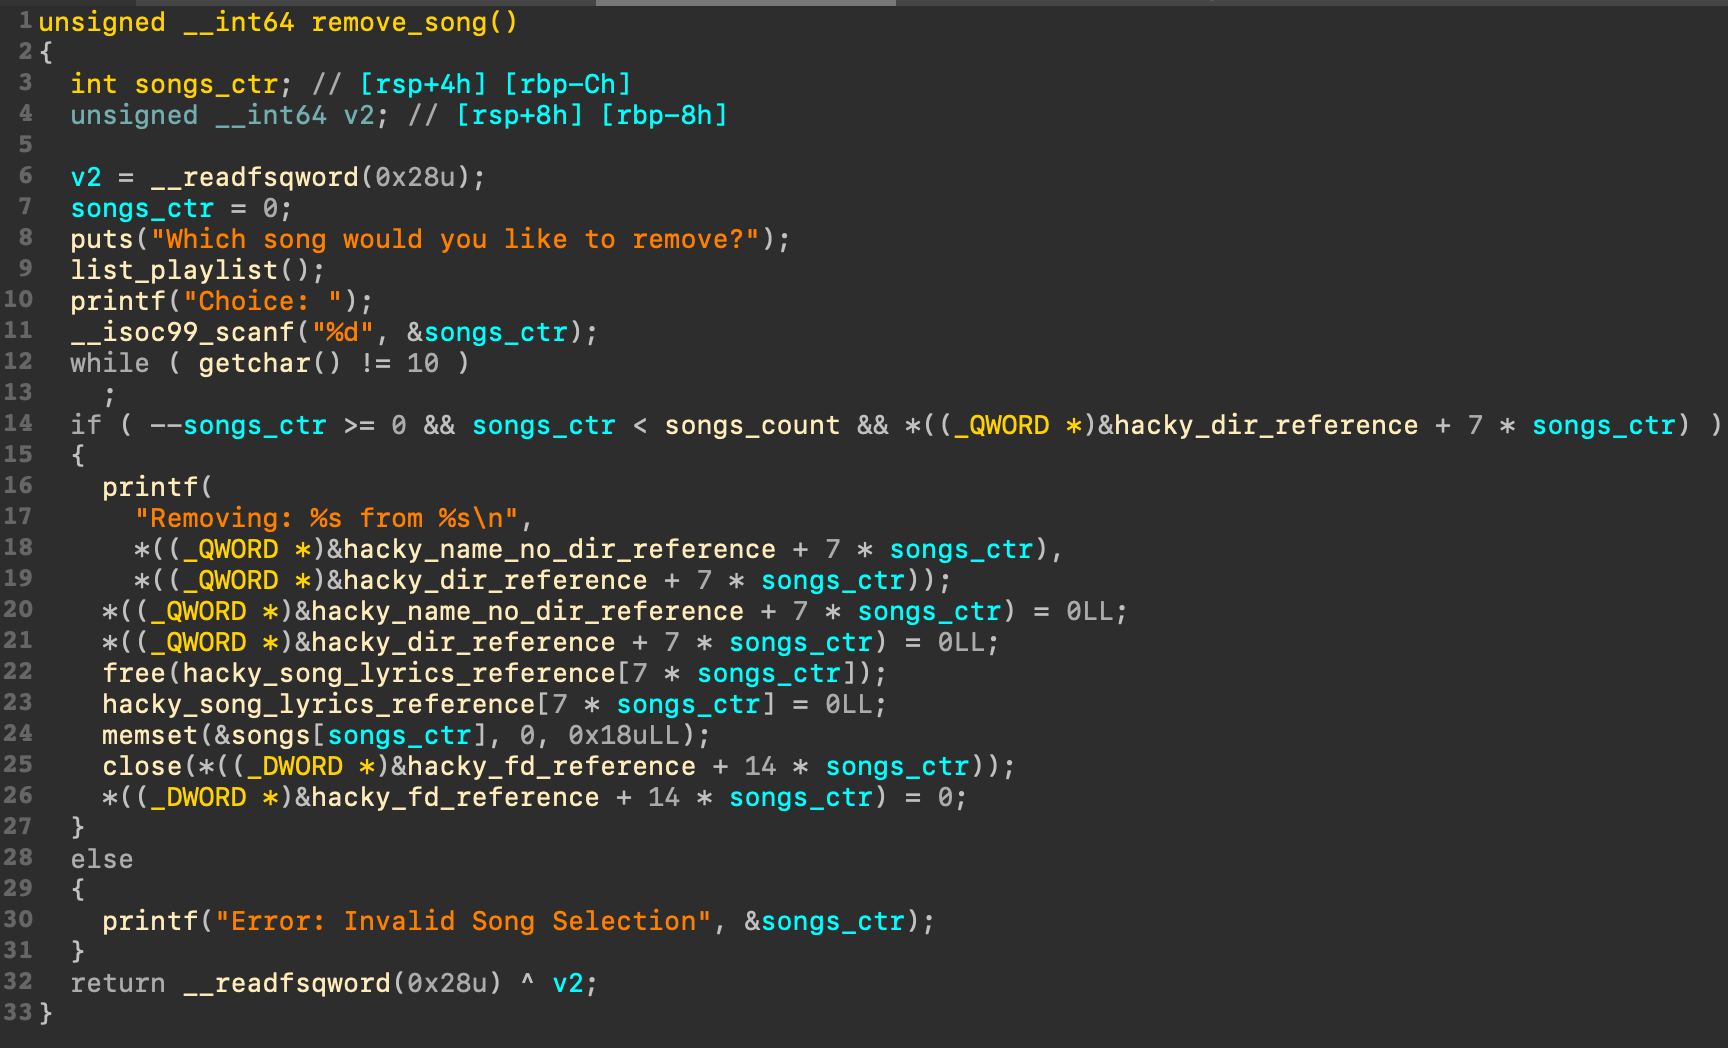 1 unsigned __int64 remove_song()
2 {
3   int songs_ctr; // [rsp+4h] [rbp-Ch]
4   unsigned __int64 v2; // [rsp+8h] [rbp-8h]
5
6   v2 = __readfsqword(0x28u);
7   songs_ctr = 0;
8   puts("Which song would you like to remove?");
9   list_playlist();
10   printf("Choice: ");
11   __isoc99_scanf("%d", &songs_ctr);
12   while ( getchar() != 10 )
13     ;
14   if ( --songs_ctr >= 0 && songs_ctr < songs_count && *((_QWORD *)&hacky_dir_reference + 7 * songs_ctr) )
15   {
16     printf(
17       "Removing: %s from %s\n",
18       *((_QWORD *)&hacky_name_no_dir_reference + 7 * songs_ctr),
19       *((_QWORD *)&hacky_dir_reference + 7 * songs_ctr));
20     *((_QWORD *)&hacky_name_no_dir_reference + 7 * songs_ctr) = 0LL;
21     *((_QWORD *)&hacky_dir_reference + 7 * songs_ctr) = 0LL;
22     free(hacky_song_lyrics_reference[7 * songs_ctr]);
23     hacky_song_lyrics_reference[7 * songs_ctr] = 0LL;
24     memset(&songs[songs_ctr], 0, 0x18uLL);
25     close(*((_DWORD *)&hacky_fd_reference + 14 * songs_ctr));
26     *((_DWORD *)&hacky_fd_reference + 14 * songs_ctr) = 0;
27   }
28   else
29   {
30     printf("Error: Invalid Song Selection", &songs_ctr);
31   }
32   return __readfsqword(0x28u) ^ v2;
33 }